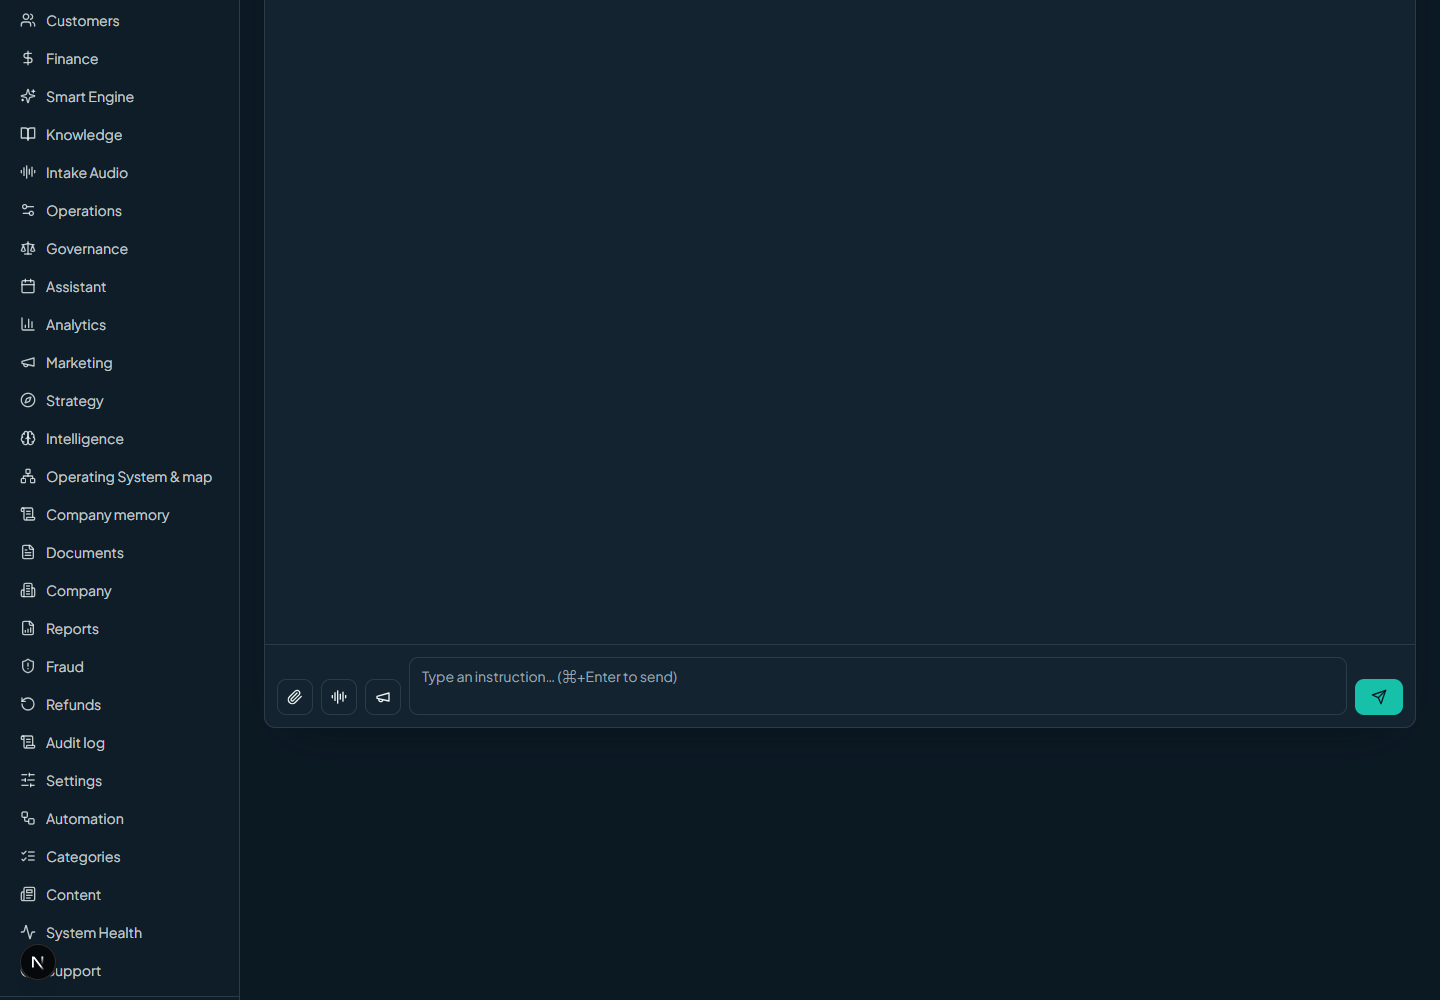 Customers
Finance
Smart Engine
Knowledge
Intake Audio
Operations
Governance
Assistant
Analytics
Marketing
Strategy
Intelligence
Operating System & map
Company memory
Documents
Company
Reports
Fraud
Refunds
Audit log
Settings
Automation
Categories
Content
System Health
N
upport
Type an instruction... (⌘+Enter to send)